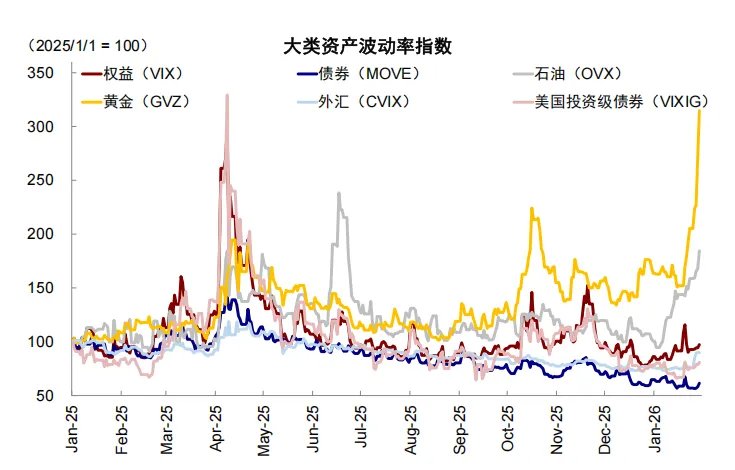 (2025/1/1 = 100)
大类资产波动率指数
350
权益（VIX）
债券（MOVE）
石油（OVX）
黄金（GVZ）
外汇（CVIX）
美国投资级债券（VIXIG）
300
250
200
150
100
50
Jan-25
Feb-25
Mar-25
Apr-25
May-25
Jun-25
Jul-25
Aug-25
Sep-25
Oct-25
Nov-25
Dec-25
Jan-26